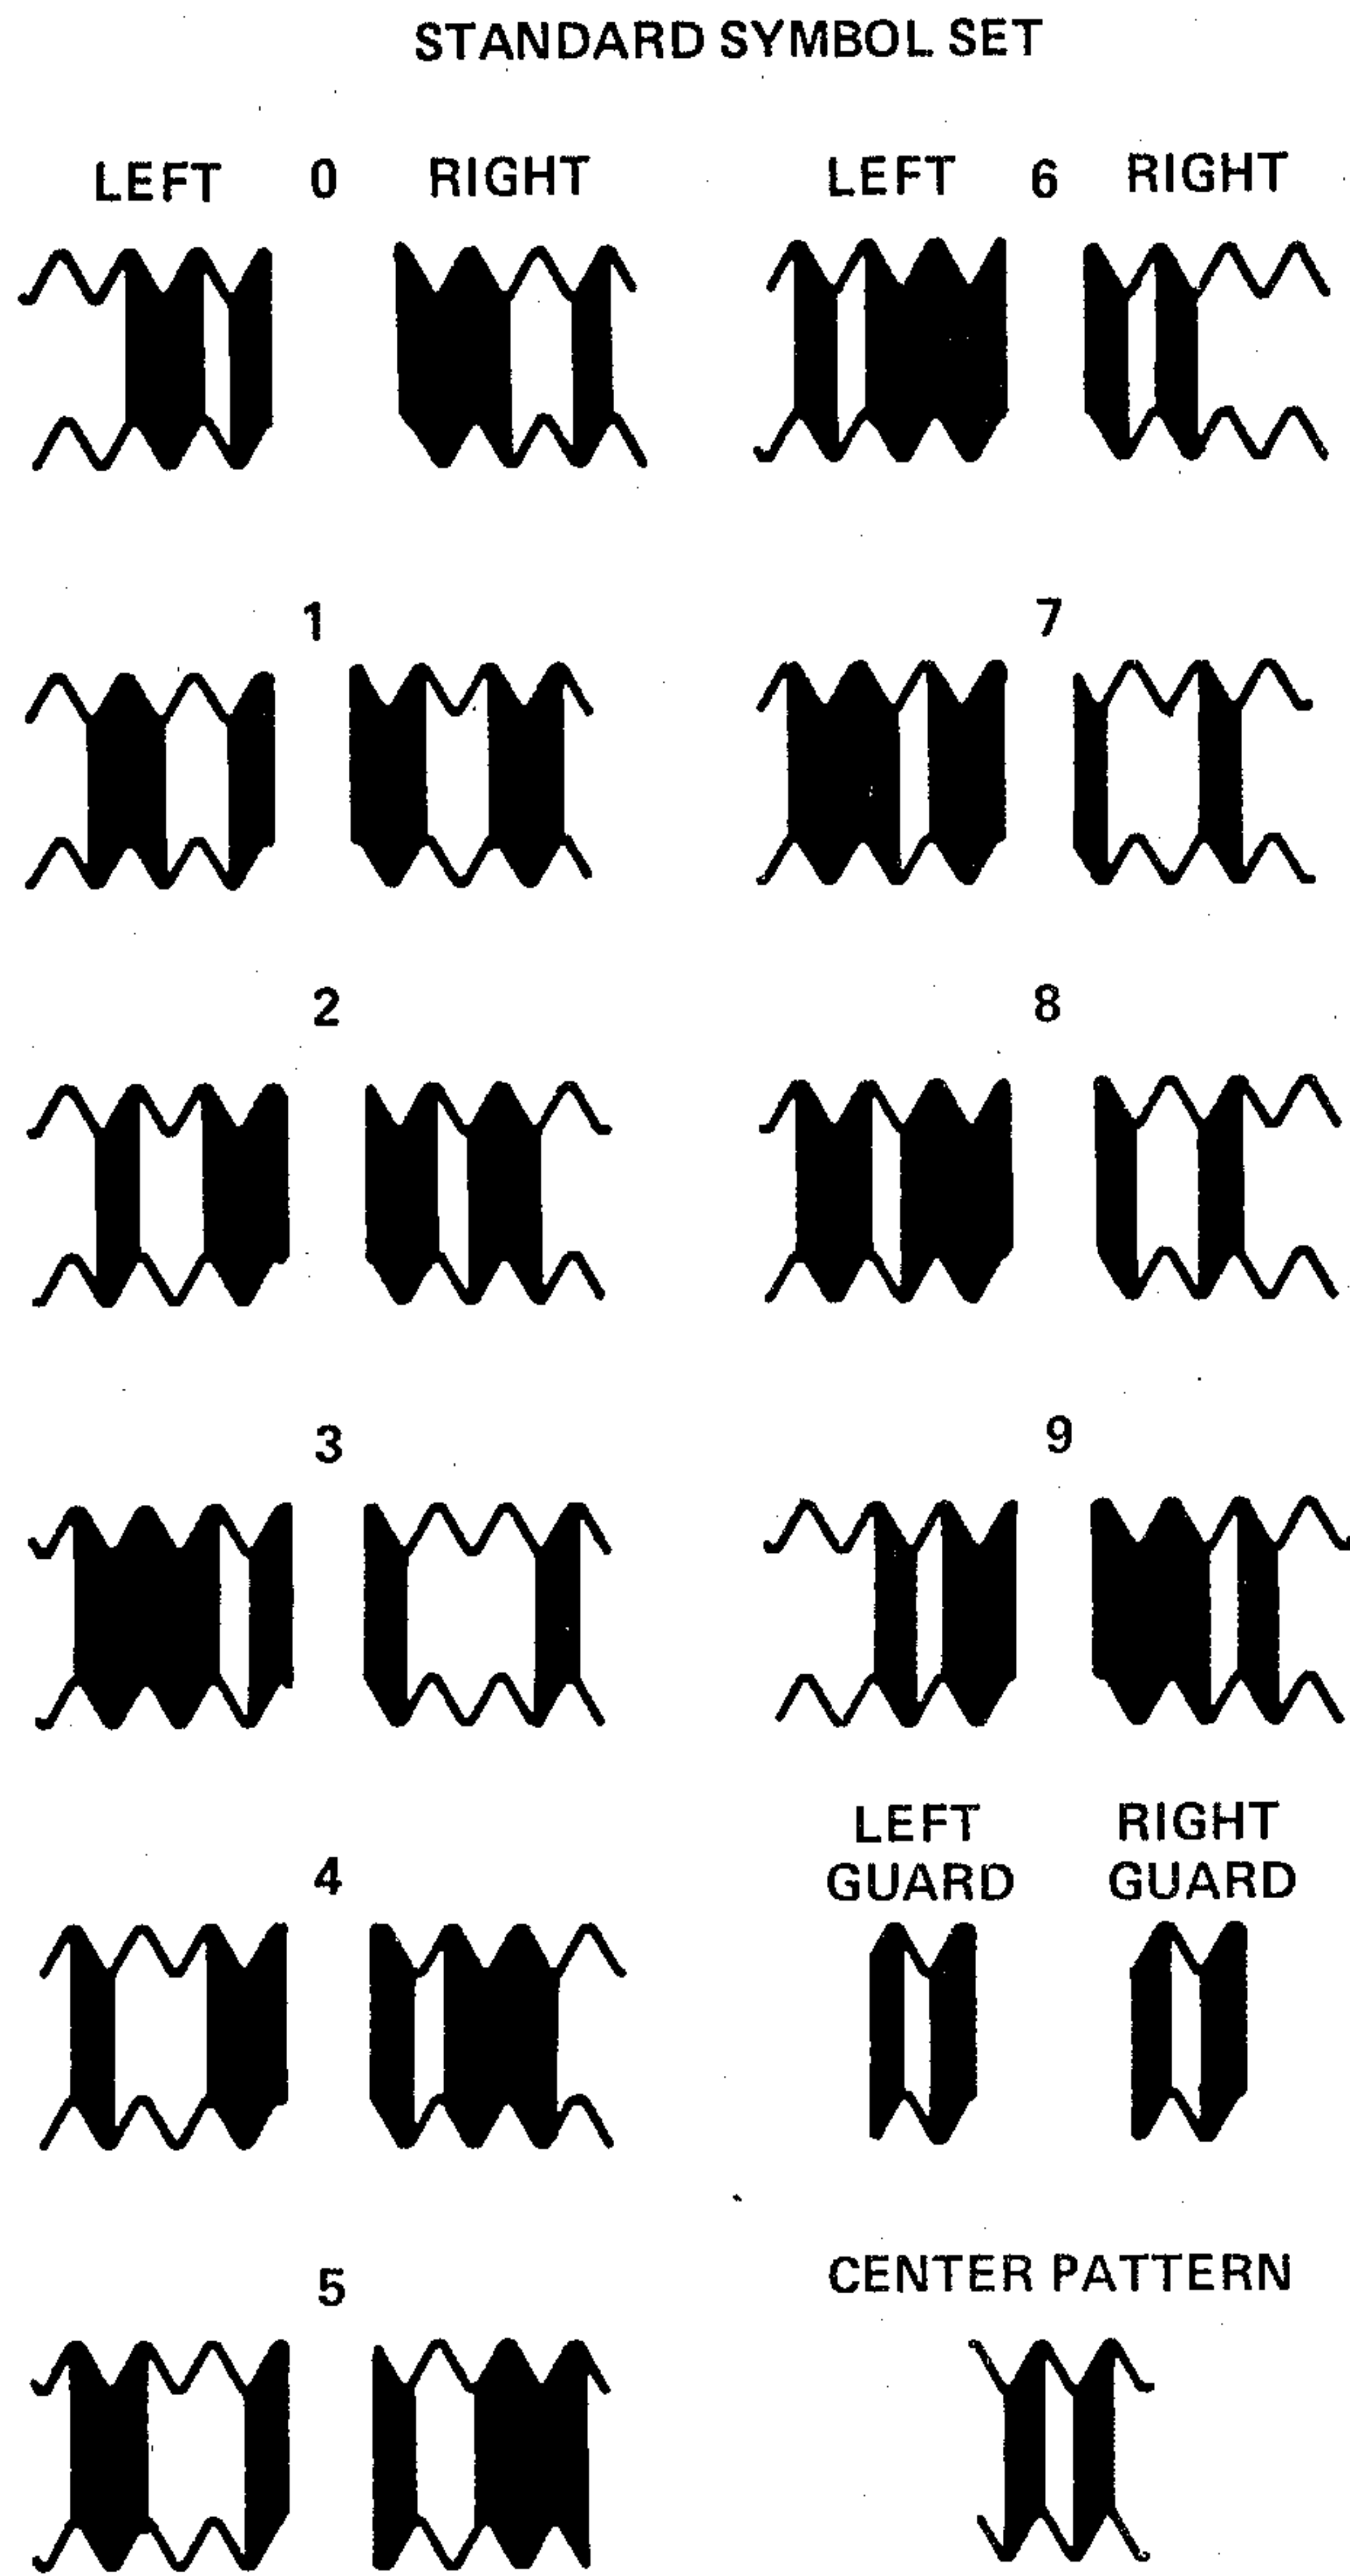 STANDARD SYMBOL SET
LEFT 0 RIGHT
LEFT 6 RIGHT
1
7
2
8
3
9
4
LEFT GUARD
RIGHT GUARD
5
CENTER PATTERN